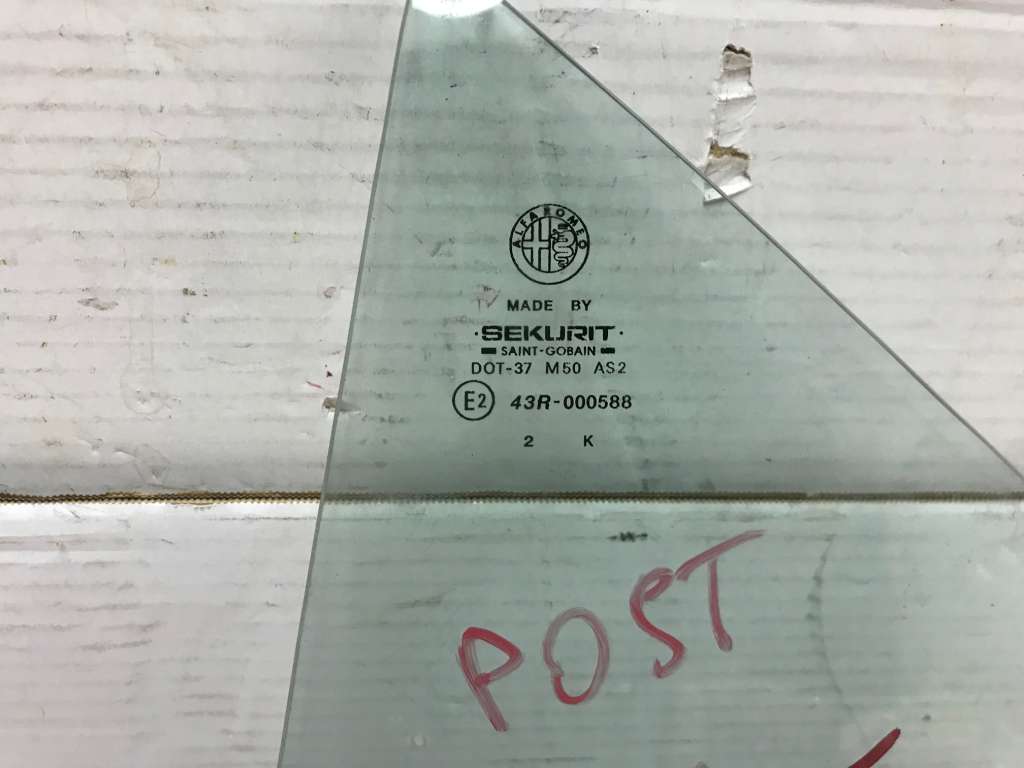 ALFA ROMEO
MADE BY
·SEKURIT·
SAINT-GOBAIN
DOT-37 M50 AS2
E2 43R-000588
2 K
POST